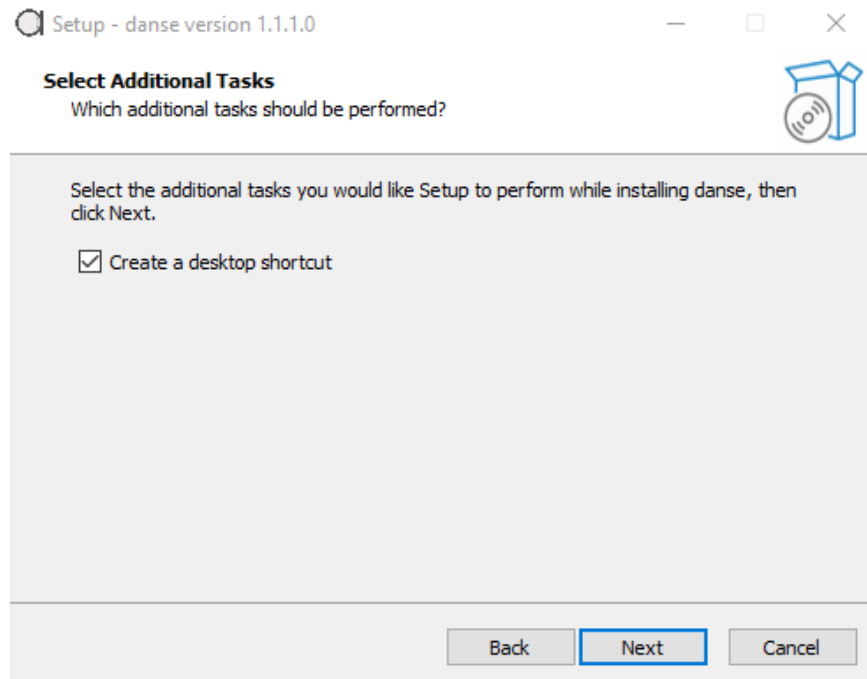 Setup - danse version 1.1.1.0
Select Additional Tasks
Which additional tasks should be performed?
Select the additional tasks you would like Setup to perform while installing danse, then
click Next.
Create a desktop shortcut
Back
Next
Cancel